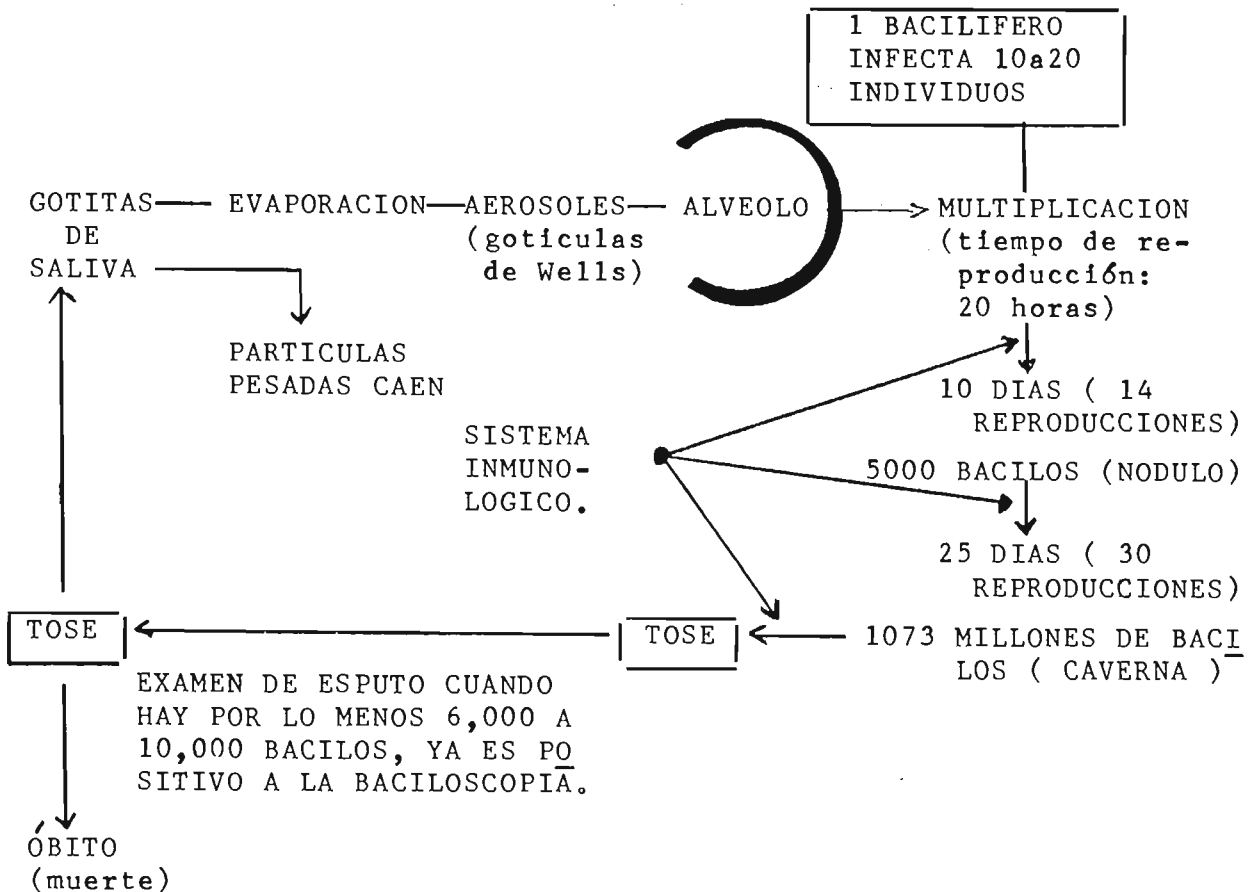 1 BACILIFERO
INFECTA 10a20
INDIVIDUOS
GOTITAS
DE
SALIVA
EVAPORACION
AEROSOLES
(goticulas
de Wells)
ALVEOLO
MULTIPLICACION
(tiempo de re-
producción:
20 horas)
PARTICULAS
PESADAS CAEN
10 DIAS ( 14
REPRODUCCIONES)
SISTEMA
INMUNO-
LOGICO.
5000 BACILOS (NODULO)
25 DIAS ( 30
REPRODUCCIONES)
TOSE
TOSE
1073 MILLONES DE BACI
LOS ( CAVERNA )
EXAMEN DE ESPUTO CUANDO
HAY POR LO MENOS 6,000 A
10,000 BACILOS, YA ES PO
SITIVO A LA BACILOSCOPIA.
ÓBITO
(muerte)